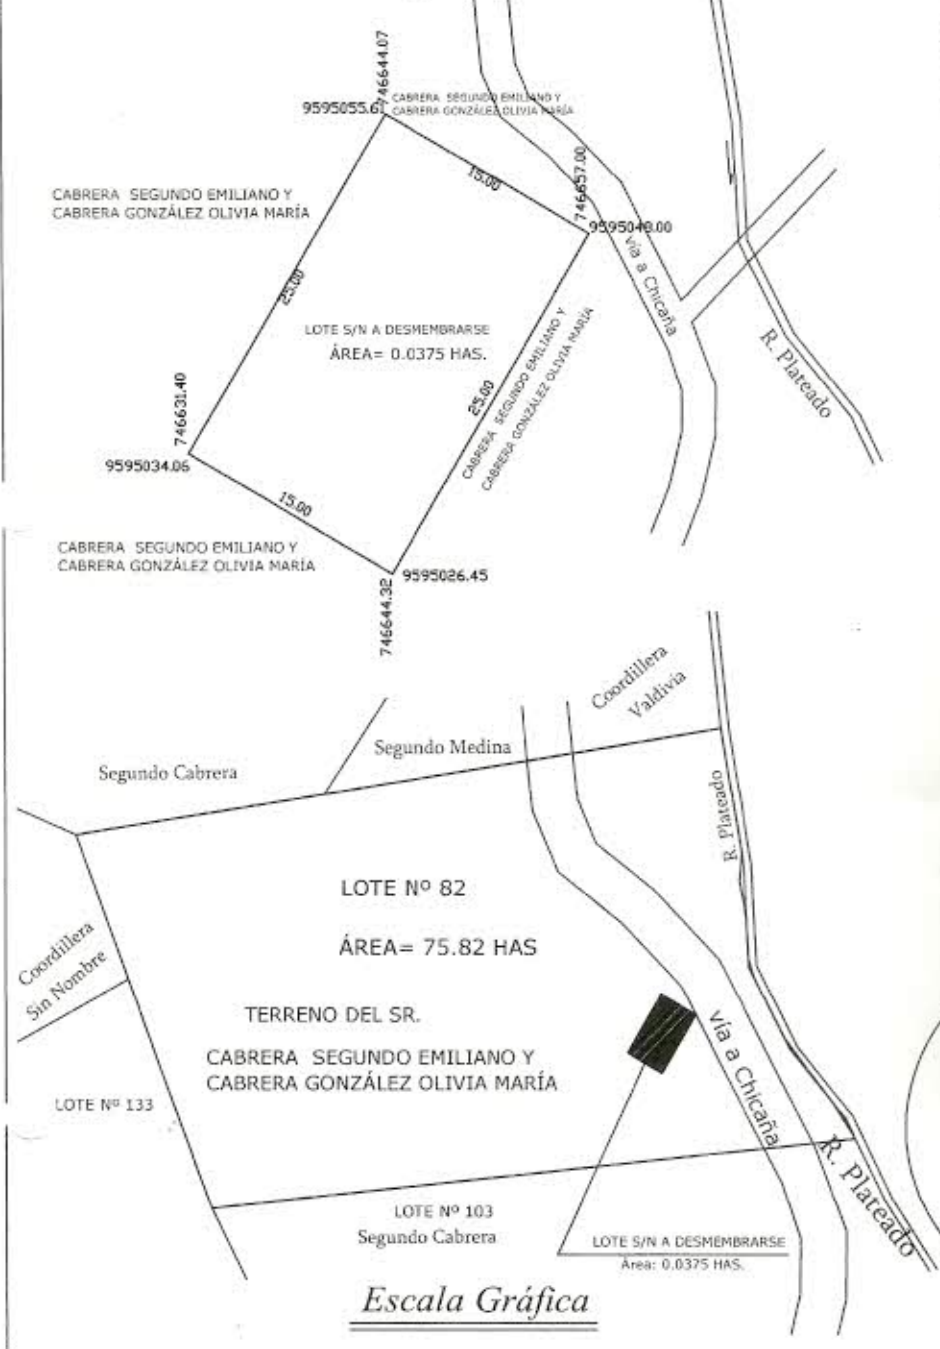 746644.07
9595055.61
CABRERA SEGUNDO EMILIANO Y
CABRERA GONZÁLEZ OLIVIA MARÍA
15.00
746657.00
9595048.00
CABRERA SEGUNDO EMILIANO Y
CABRERA GONZÁLEZ OLIVIA MARÍA
25.00
vía a Chicaña
LOTE S/N A DESMEMBRARSE
ÁREA= 0.0375 HAS.
R. Plateado
746631.40
9595034.06
25.00
CABRERA SEGUNDO EMILIANO Y
CABRERA GONZÁLEZ OLIVIA MARÍA
15.00
CABRERA SEGUNDO EMILIANO Y
CABRERA GONZÁLEZ OLIVIA MARÍA
9595026.45
746644.32
Coordillera
Valdivia
Segundo Medina
Segundo Cabrera
R. Plateado
LOTE Nº 82
ÁREA= 75.82 HAS
Coordillera
Sin Nombre
TERRENO DEL SR.
CABRERA SEGUNDO EMILIANO Y
CABRERA GONZÁLEZ OLIVIA MARÍA
vía a Chicaña
LOTE Nº 133
R. Plateado
LOTE Nº 103
Segundo Cabrera
LOTE S/N A DESMEMBRARSE
Área: 0.0375 HAS.
Escala Gráfica